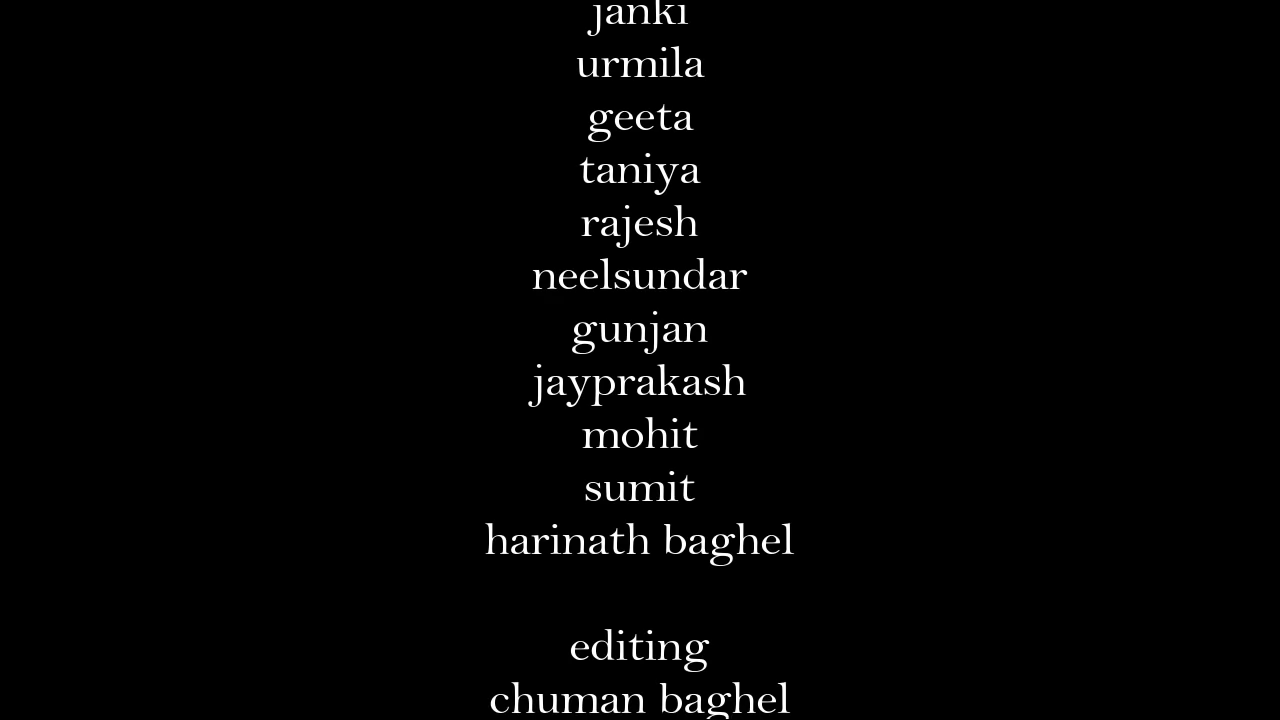 janki
urmila
geeta
taniya
rajesh
neelsundar
gunjan
jayprakash
mohit
sumit
harinath baghel
editing
chuman baghel